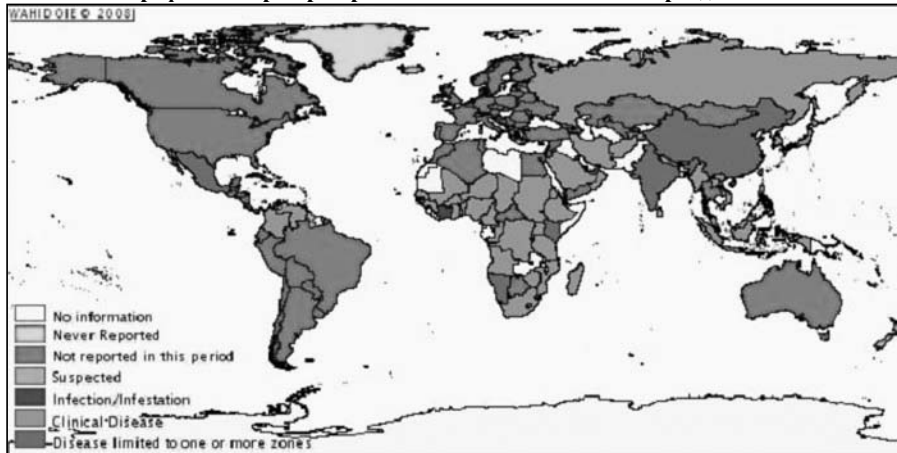 WAHID OIE © 2008
No information
Never Reported
Not reported in this period
Suspected
Infection/Infestation
Clinical Disease
Disease limited to one or more zones